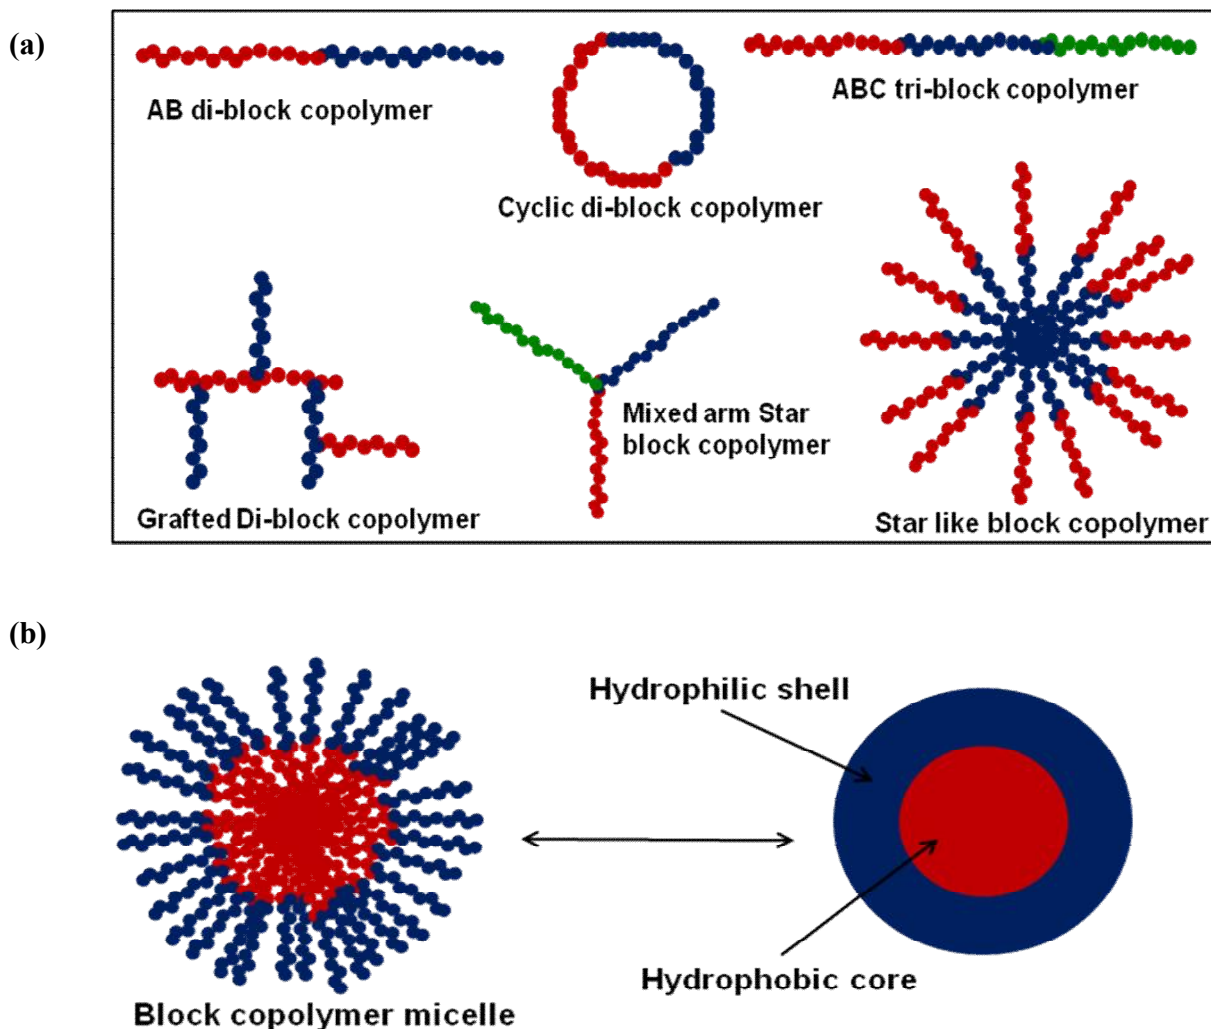 (a)
AB di-block copolymer
Cyclic di-block copolymer
ABC tri-block copolymer
Grafted Di-block copolymer
Mixed arm Star
block copolymer
Star like block copolymer
(b)
Hydrophilic shell
Hydrophobic core
Block copolymer micelle